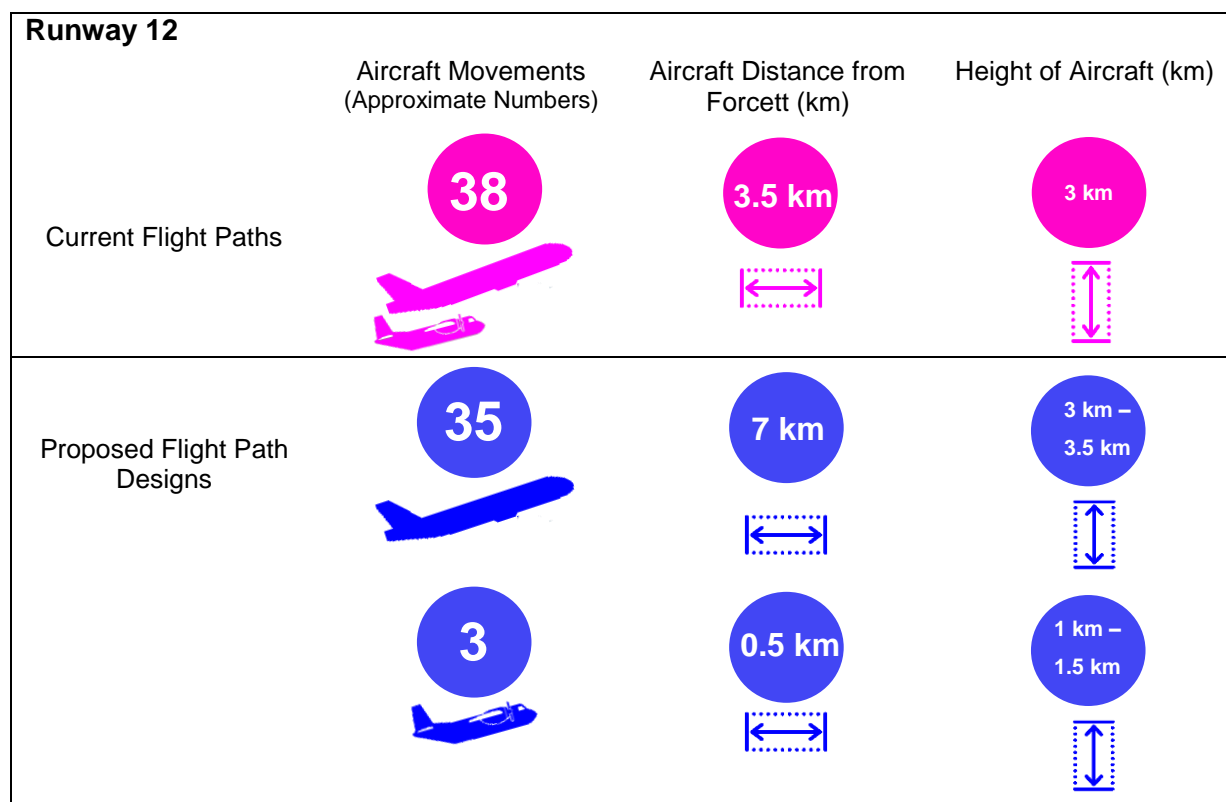 Runway 12
Aircraft Movements
(Approximate Numbers)
Aircraft Distance from
Forcett (km)
Height of Aircraft (km)
Current Flight Paths
38
3.5 km
3 km
Proposed Flight Path
Designs
35
7 km
3 km –
3.5 km
3
0.5 km
1 km –
1.5 km